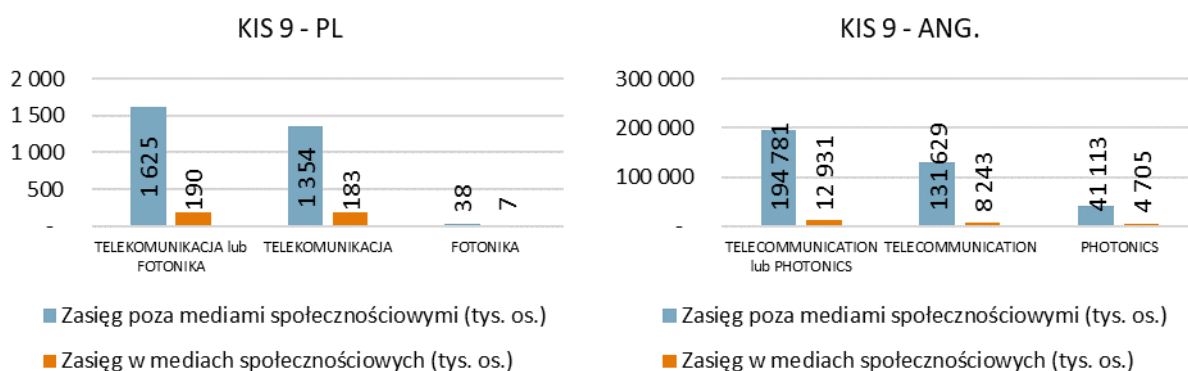 KIS 9 - PL
2 000
1 500
1 000
500
-
1 625
190
1 354
183
38
7
TELEKOMUNIKACJA lub
FOTONIKA
TELEKOMUNIKACJA
FOTONIKA
Zasięg poza mediami społecznościowymi (tys. os.)
Zasięg w mediach społecznościowych (tys. os.)
KIS 9 - ANG.
300 000
200 000
100 000
-
194 781
12 931
131 629
8 243
41 113
4 705
TELECOMMUNICATION
lub PHOTONICS
TELECOMMUNICATION
PHOTONICS
Zasięg poza mediami społecznościowymi (tys. os.)
Zasięg w mediach społecznościowych (tys. os.)